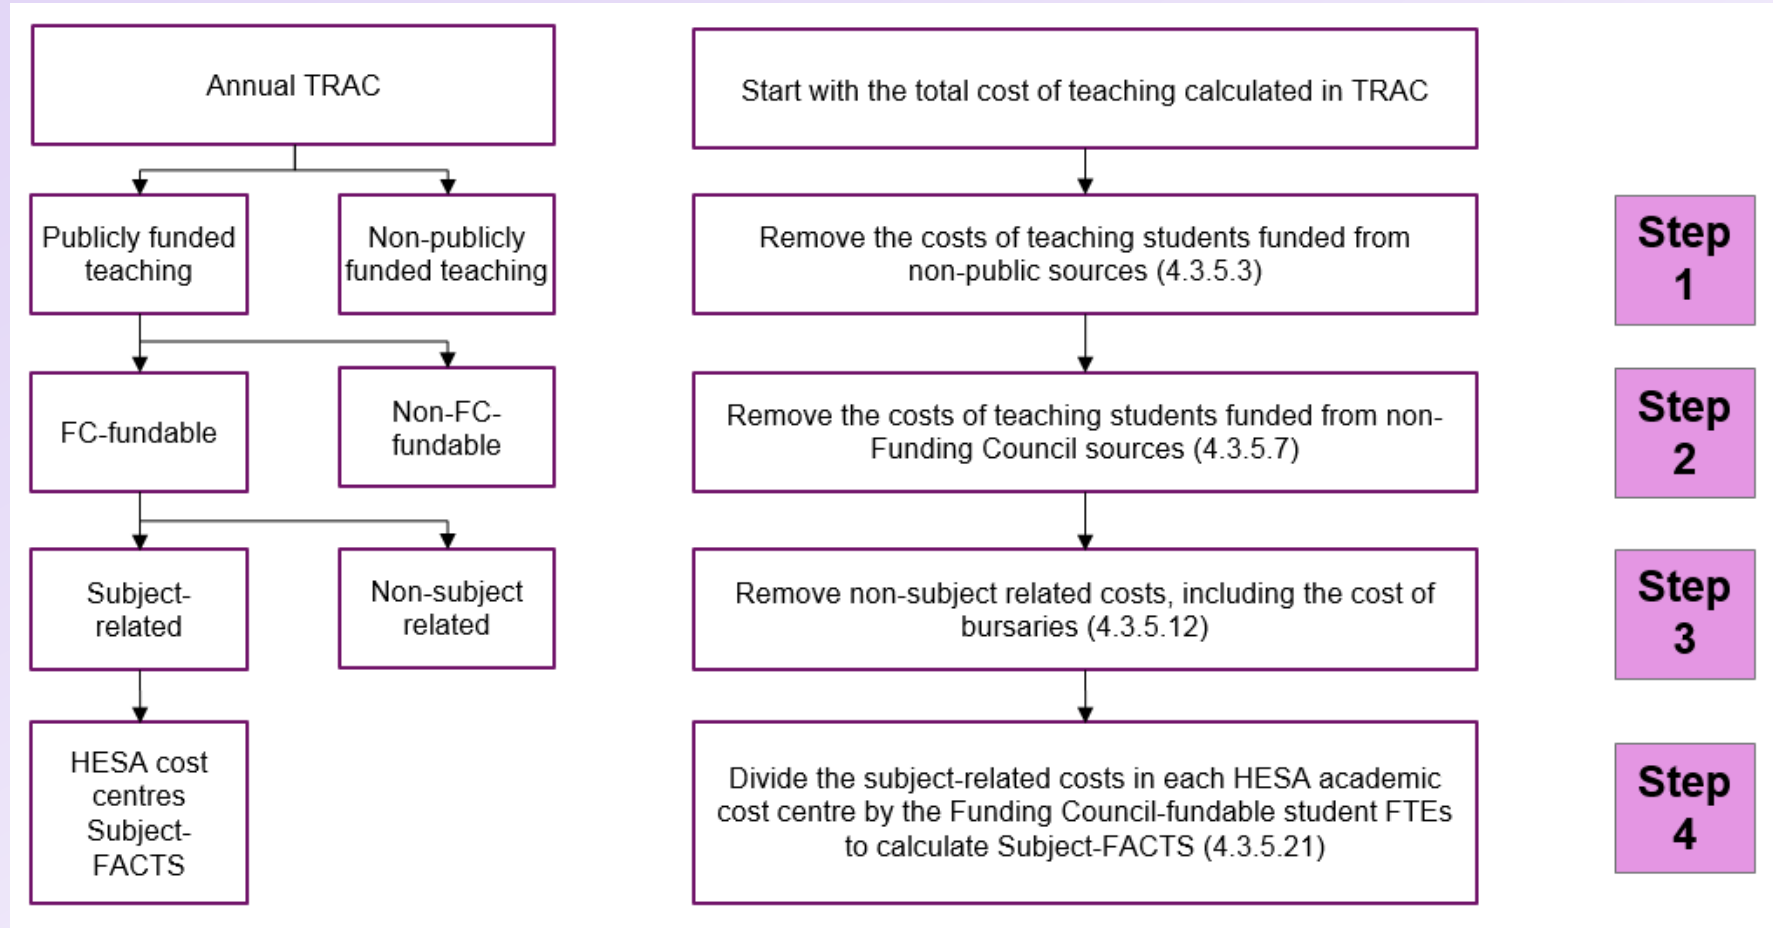 Annual TRAC
Start with the total cost of teaching calculated in TRAC
Publicly funded
teaching
Non-publicly
funded teaching
Remove the costs of teaching students funded from
non-public sources (4.3.5.3)
Step
1
FC-fundable
Non-FC-
fundable
Remove the costs of teaching students funded from non-
Funding Council sources (4.3.5.7)
Step
2
Subject-
related
Non-subject
related
Remove non-subject related costs, including the cost of
bursaries (4.3.5.12)
Step
3
HESA cost
centres
Subject-
FACTS
Divide the subject-related costs in each HESA academic
cost centre by the Funding Council-fundable student FTEs
to calculate Subject-FACTS (4.3.5.21)
Step
4